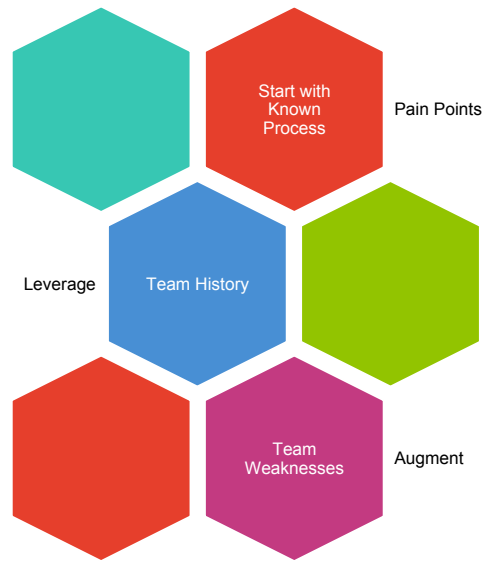 Start with
Known
Process
Pain Points
Leverage
Team History
Team
Weaknesses
Augment